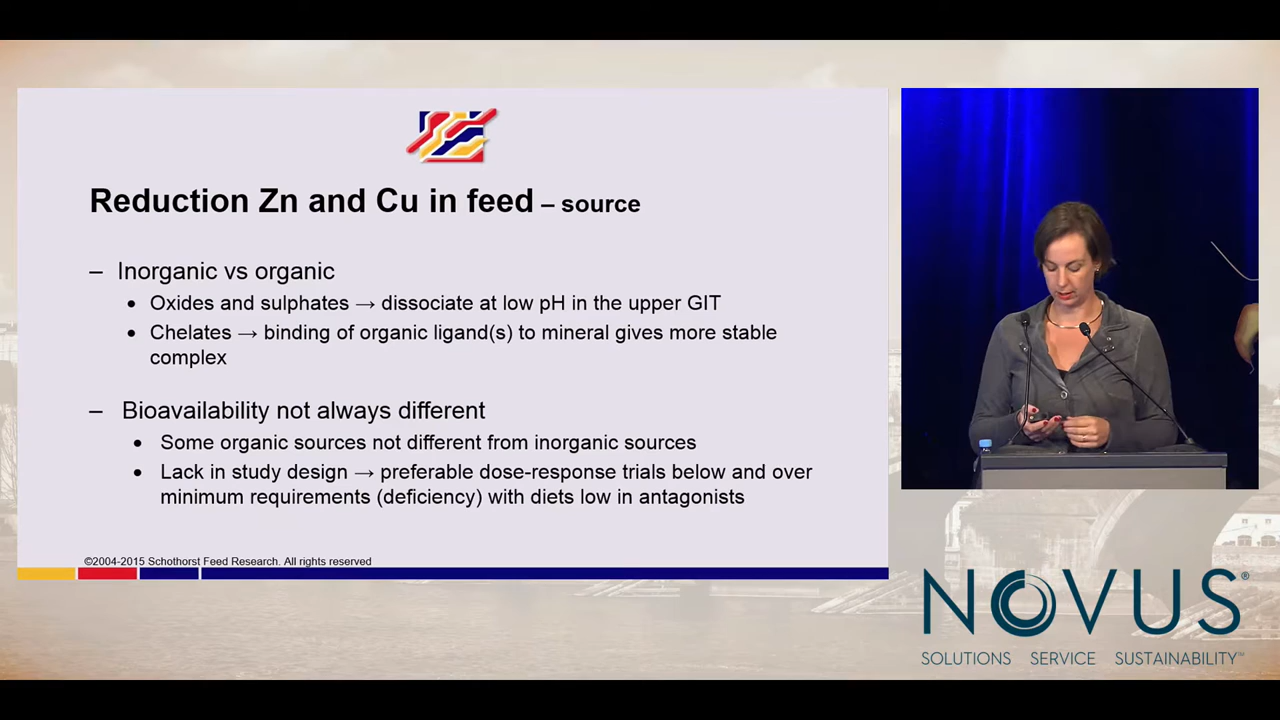 Reduction Zn and Cu in feed – source
– Inorganic vs organic
• Oxides and sulphates → dissociate at low pH in the upper GIT
• Chelates → binding of organic ligand(s) to mineral gives more stable
complex
– Bioavailability not always different
• Some organic sources not different from inorganic sources
• Lack in study design → preferable dose-response trials below and over
minimum requirements (deficiency) with diets low in antagonists
©2004-2015 Schothorst Feed Research. All rights reserved
NOVUS®
SOLUTIONS SERVICE SUSTAINABILITY™